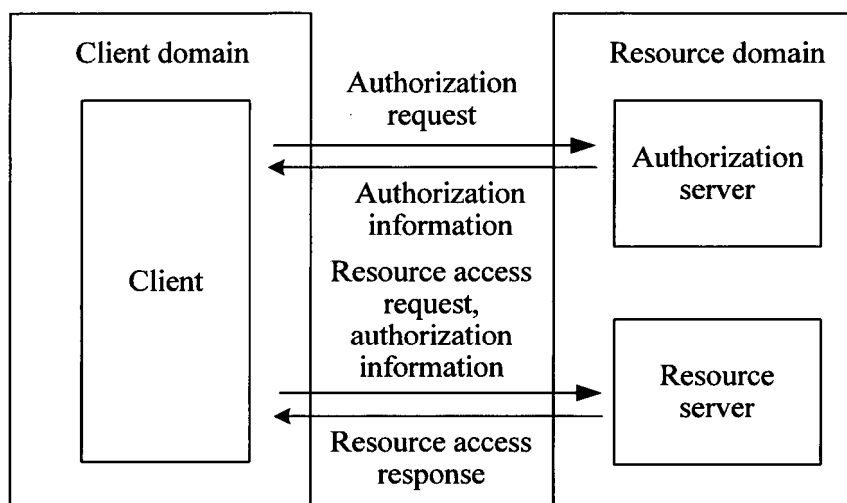 Client domain
Resource domain
Authorization
request
Authorization
server
Authorization
information
Client
Resource access
request,
authorization
information
Resource
server
Resource access
response